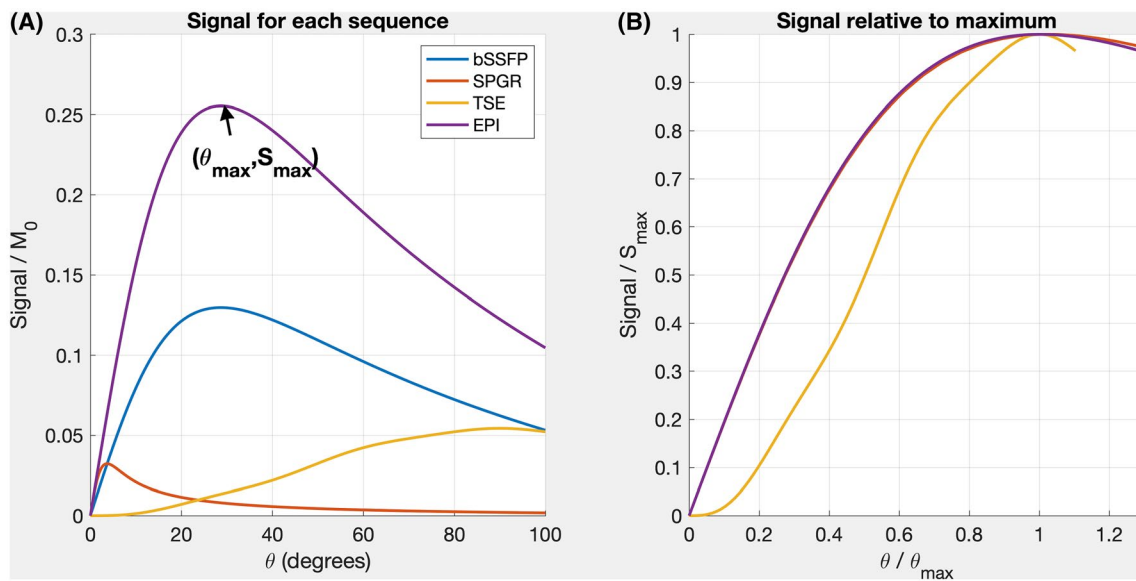 (A)
Signal for each sequence
0.3
0.25
0.2
0.15
0.1
0.05
0
Signal / M0
bSSFP
SPGR
TSE
EPI
(θmax,Smax)
0 20 40 60 80 100
θ (degrees)
(B)
Signal relative to maximum
1
0.9
0.8
0.7
0.6
0.5
0.4
0.3
0.2
0.1
0
Signal / Smax
0 0.2 0.4 0.6 0.8 1 1.2
θ / θmax